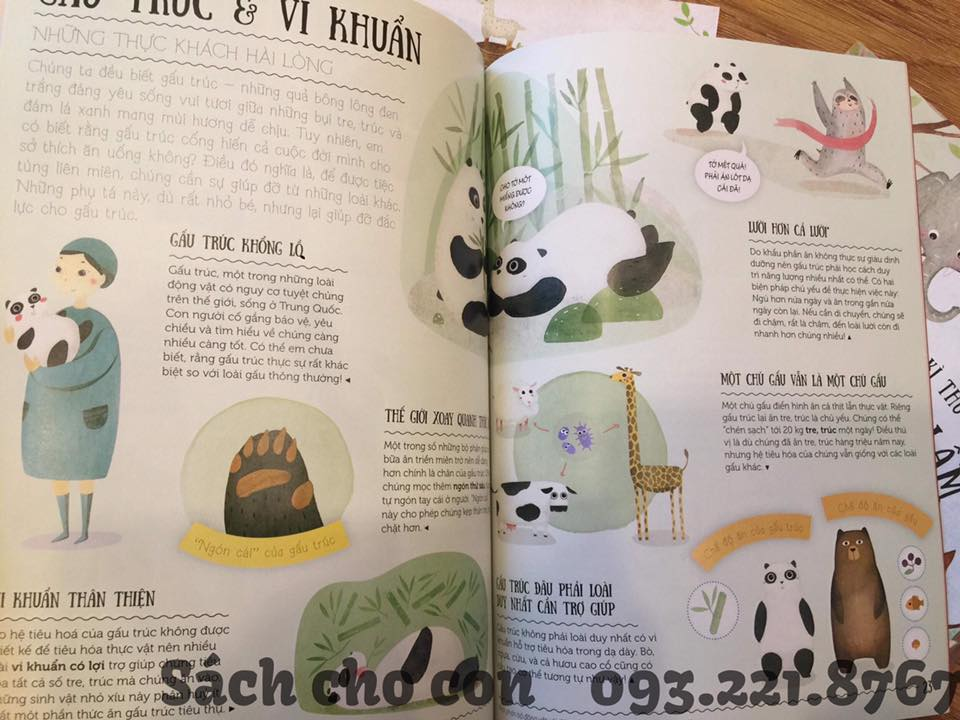 TRÚC & VI KHUẨN
NHỮNG THỰC KHÁCH HÀI LÒNG
Chúng ta đều biết gấu trúc – những quả bông lông đen
trắng đáng yêu sống vui tươi giữa những bụi tre, trúc và
đám lá xanh mang mùi hương dễ chịu. Tuy nhiên, em
có biết rằng gấu trúc cống hiến cả cuộc đời mình cho
sở thích ăn uống không? Điều đó nghĩa là, để được tiệc
tùng liên miên, chúng cần sự giúp đỡ từ những loài khác.
Những phụ tá này, dù rất nhỏ bé, nhưng lại giúp đỡ đắc
lực cho gấu trúc.
GẤU TRÚC KHỔNG LỒ
Gấu trúc, một trong những loài
động vật có nguy cơ tuyệt chủng
trên thế giới, sống ở Trung Quốc.
Con người cố gắng bảo vệ, yêu
chiều và tìm hiểu về chúng càng
nhiều càng tốt. Có thể em chưa
biết, rằng gấu trúc thực sự rất khác
biệt so với loài gấu thông thường!
THẾ GIỚI XOAY QUANH
Một trong số những bộ phận
bữa ăn triền miên trở nên dễ dàng
hơn chính là chân của gấu trúc
chúng mọc thêm ngón thứ sáu
tự ngón tay cái ở người. "Ngón
này cho phép chúng kẹp thân
chặt hơn.
"Ngón cái" của gấu trúc
VI KHUẨN THÂN THIỆN
hệ tiêu hoá của gấu trúc không được
kế để tiêu hóa thực vật nên nhiều
vi khuẩn có lợi trợ giúp chúng tiêu
tất cả số tre, trúc mà chúng ăn vào.
sinh vật nhỏ xíu này phân hủy
một phần thức ăn gấu trúc tiêu thụ.
CHO TỚ MỘT
MIẾNG ĐƯỢC
KHÔNG?
TỚ MỆT QUÁ!
PHẢI ĂN LÓT DẠ
CÁI ĐÃ!
LƯỜI HƠN CẢ LƯỜI
Do khẩu phần ăn không thực sự giàu dinh
dưỡng nên gấu trúc phải học cách duy
trì năng lượng nhiều nhất có thể. Có hai
biện pháp chủ yếu để thực hiện việc này:
Ngủ hơn nửa ngày và ăn trong gần nửa
ngày còn lại. Nếu cần di chuyển, chúng sẽ
đi chậm, rất là chậm, đến loài lười còn đi
nhanh hơn chúng nhiều!
MỘT CHÚ GẤU VẪN LÀ MỘT CHÚ GẤU
Một chú gấu điển hình ăn cả thịt lẫn thực vật. Riêng
gấu trúc lại ăn tre, trúc là chủ yếu. Chúng có thể
"chén sạch" tới 20 kg tre, trúc một ngày! Điều thú
vị là dù chúng đã ăn tre, trúc hàng triệu năm nay,
nhưng hệ tiêu hóa của chúng vẫn giống với các loài
gấu khác.
Chế độ ăn của gấu trúc
Chế độ ăn của gấu
GẤU TRÚC ĐÂU PHẢI LOÀI
DUY NHẤT CẦN TRỢ GIÚP
Gấu trúc không phải loài duy nhất có vi
khuẩn hỗ trợ tiêu hóa trong dạ dày. Bò,
cừu, và cả hươu cao cổ cũng có
cơ thể tương tự như vậy!
Sách cho con 093.221.8767